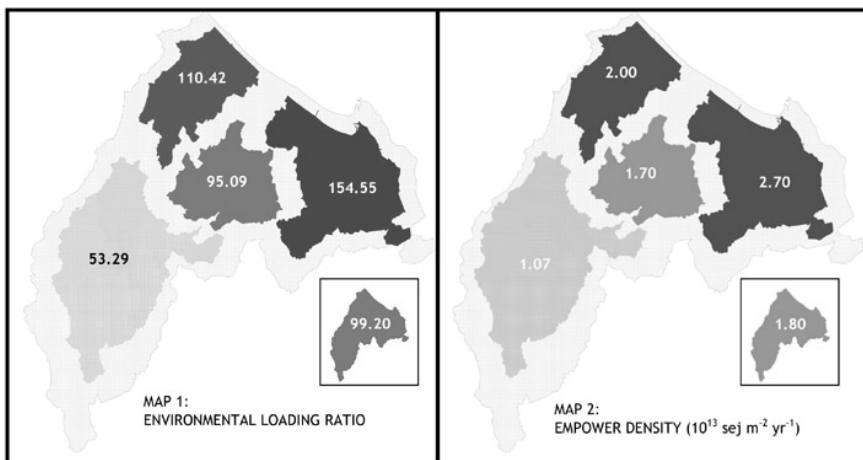 110.42
95.09
154.55
53.29
99.20
MAP 1:
ENVIRONMENTAL LOADING RATIO
2.00
1.70
2.70
1.07
1.80
MAP 2:
EMPOWER DENSITY (10¹³ sej m⁻² yr⁻¹)